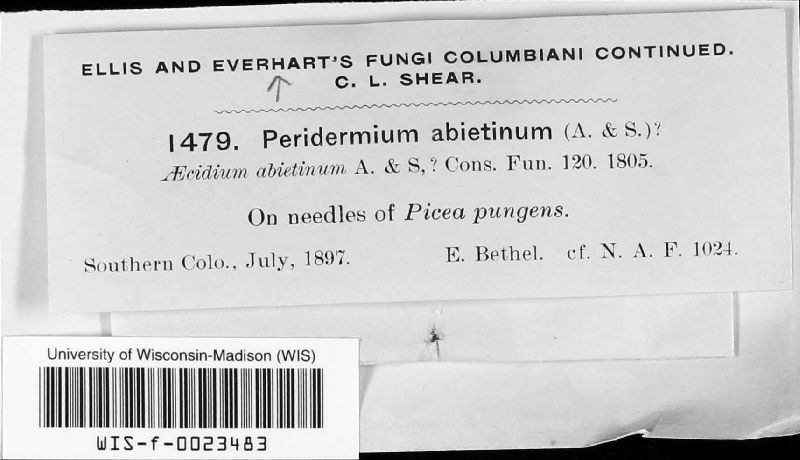 ELLIS AND EVERHART'S FUNGI COLUMBIANI CONTINUED.
C. L. SHEAR.
1479. Peridermium abietinum (A. & S.)?
Æcidium abietinum A. & S,? Cons. Fun. 120. 1805.
On needles of Picea pungens.
Southern Colo., July, 1897. E. Bethel. cf. N. A. F. 1024.
University of Wisconsin-Madison (WIS)
WIS-f-0023483